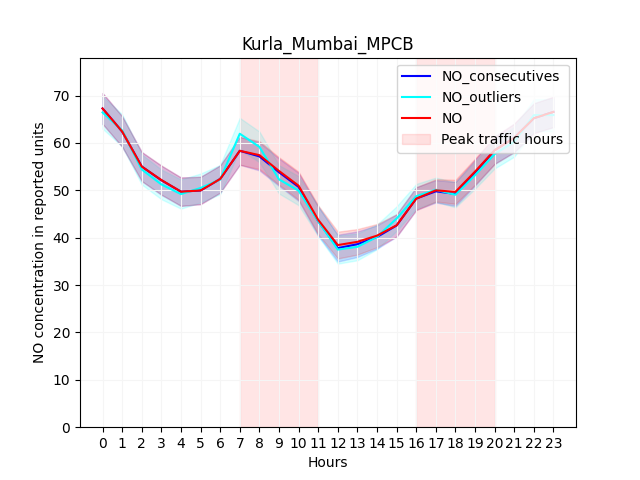 Kurla_Mumbai_MPCB
NO_consecutives
NO_outliers
NO
Peak traffic hours
NO concentration in reported units
70
60
50
40
30
20
10
0
0 1 2 3 4 5 6 7 8 9 10 11 12 13 14 15 16 17 18 19 20 21 22 23
Hours